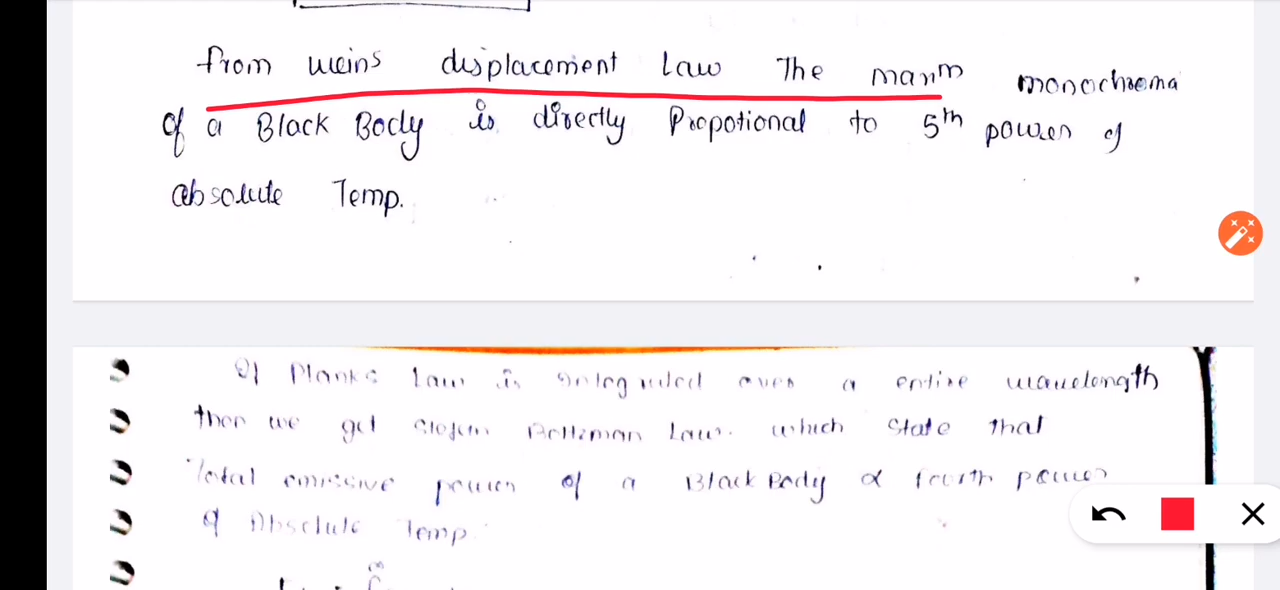 from weins displacement Law The maxm monochroma
of a Black Body is directly Propotional to 5th power of
absolute Temp.
If Planks Law is Integrated over a entire wavelength
then we get Stefan Boltzman Law. which State that
Total emissive power of a Black Body α fourth power
of Absolute Temp.